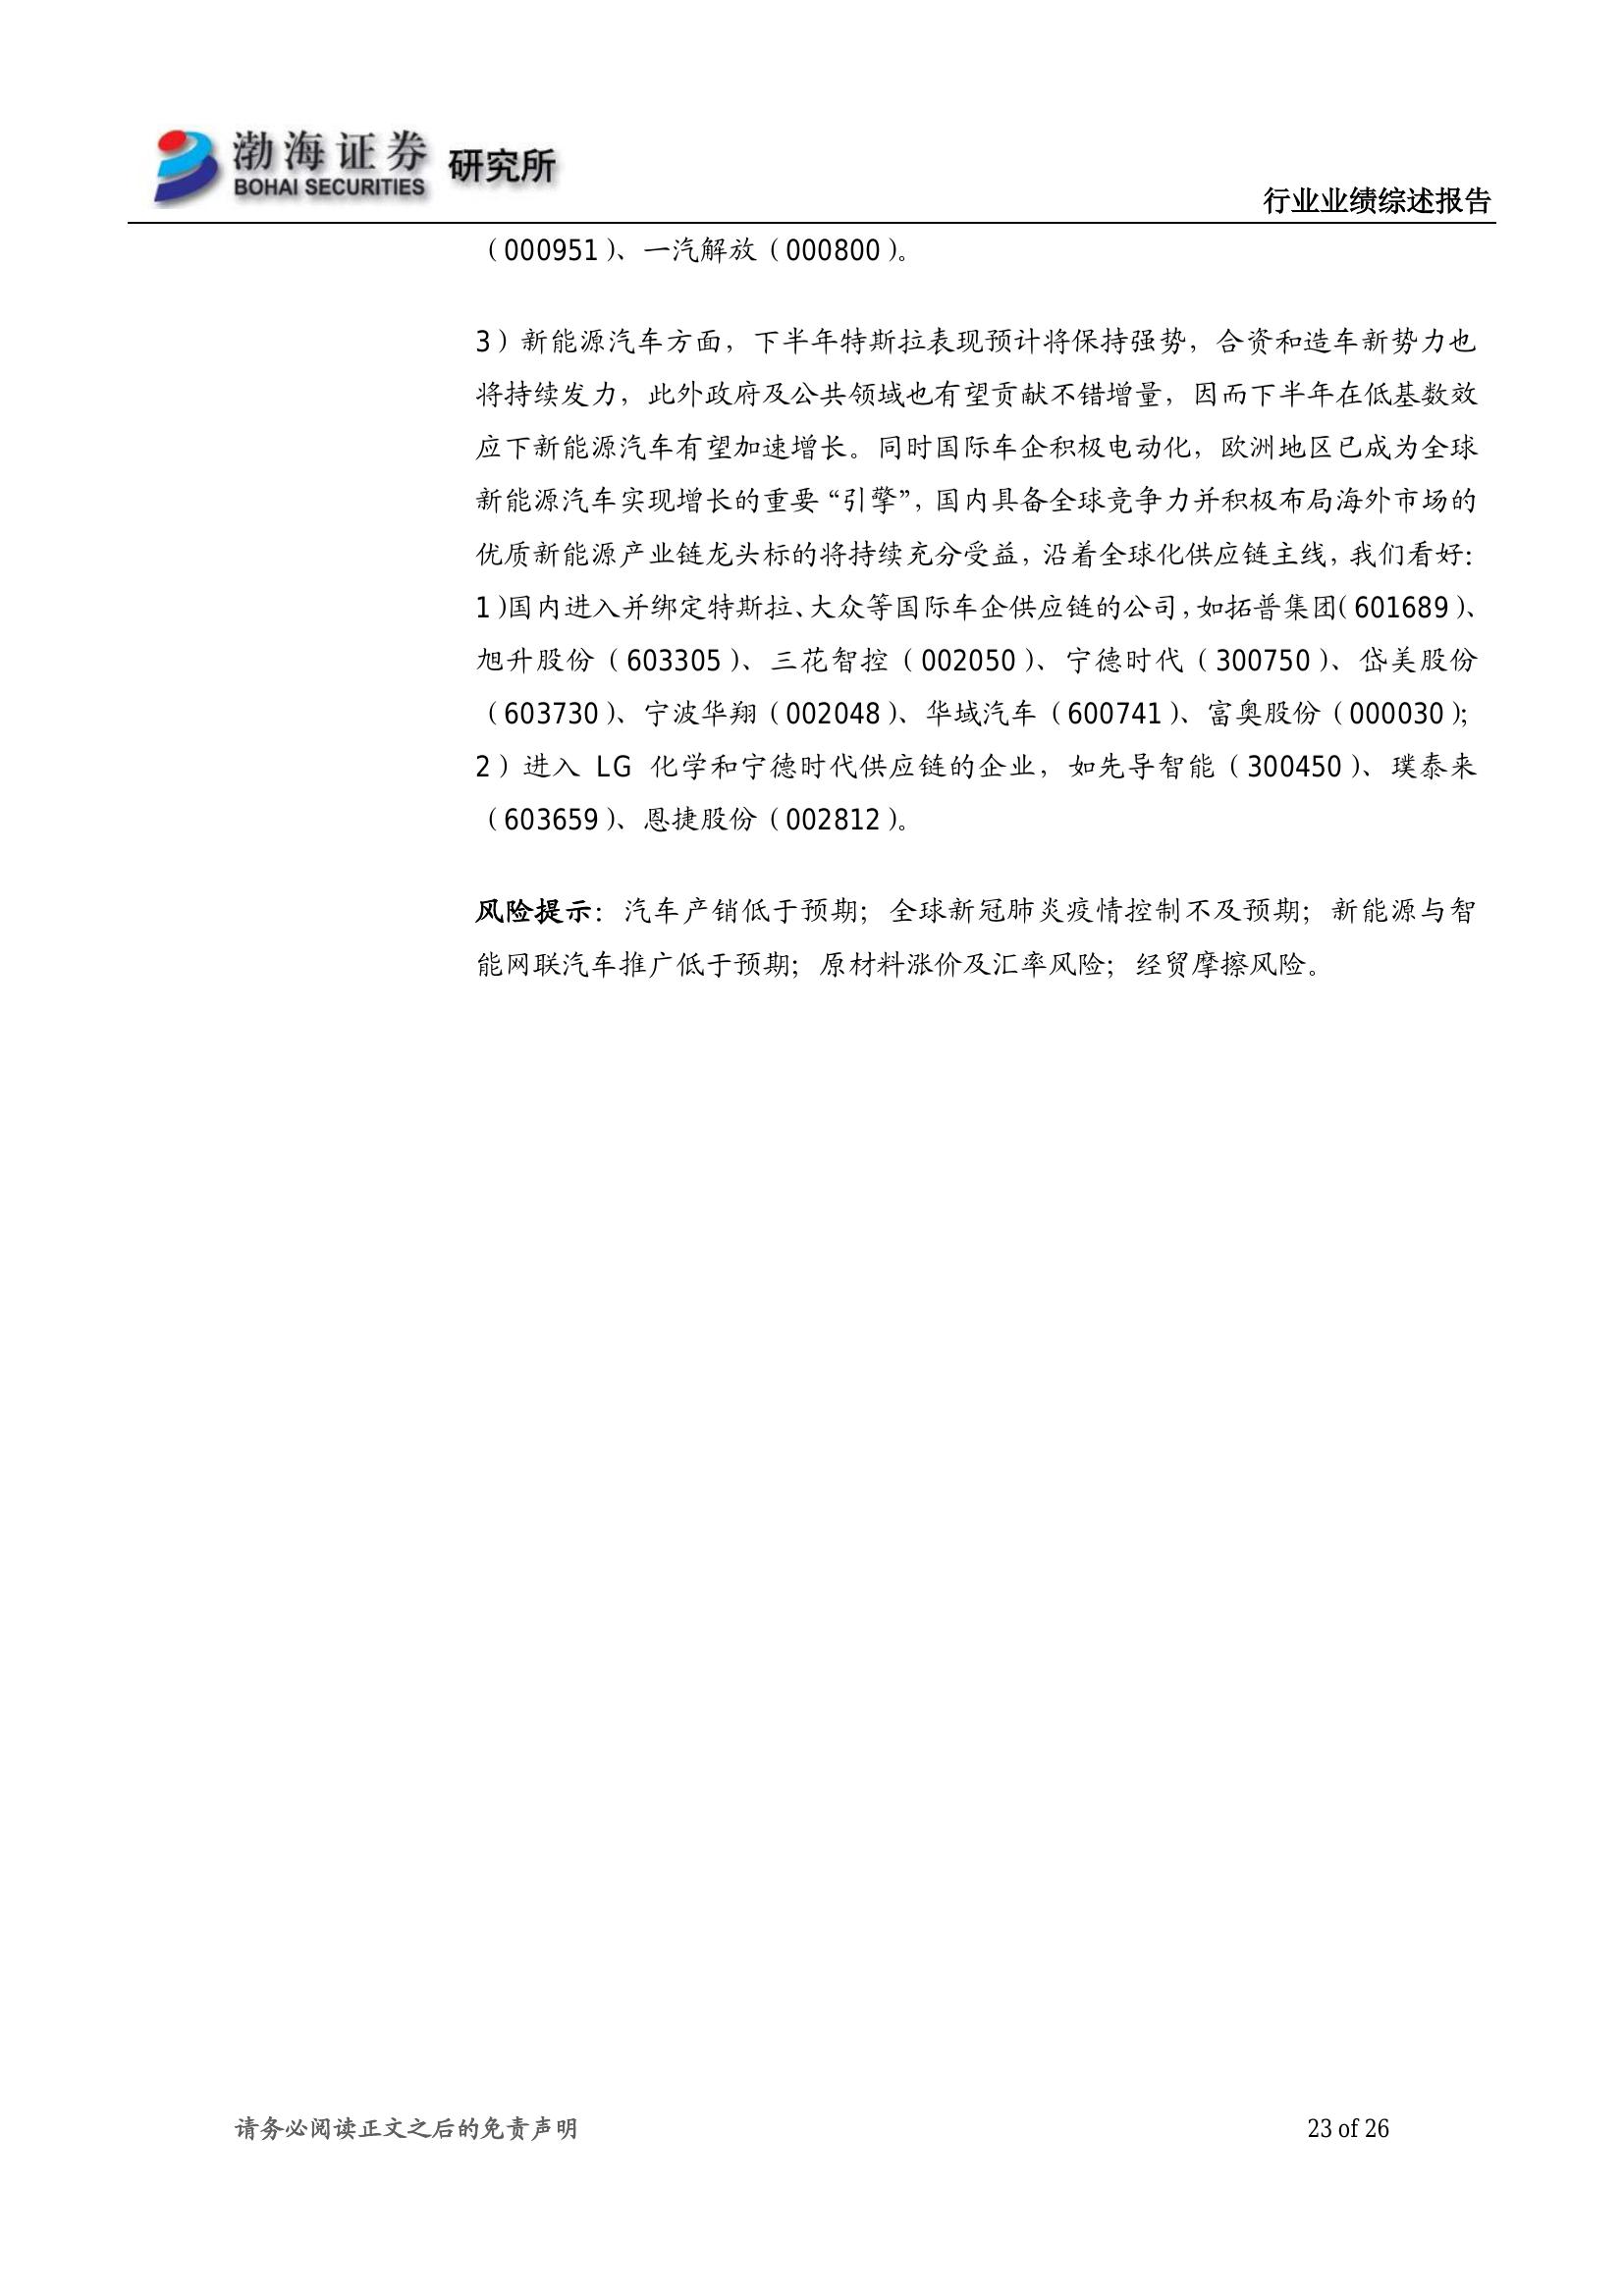 渤海证券 研究所
BOHAI SECURITIES
行业业绩综述报告
（000951）、一汽解放（000800）。
3）新能源汽车方面，下半年特斯拉表现预计将保持强势，合资和造车新势力也
将持续发力，此外政府及公共领域也有望贡献不错增量，因而下半年在低基数效
应下新能源汽车有望加速增长。同时国际车企积极电动化，欧洲地区已成为全球
新能源汽车实现增长的重要“引擎”，国内具备全球竞争力并积极布局海外市场的
优质新能源产业链龙头标的将持续充分受益，沿着全球化供应链主线，我们看好：
1）国内进入并绑定特斯拉、大众等国际车企供应链的公司，如拓普集团（601689）、
旭升股份（603305）、三花智控（002050）、宁德时代（300750）、岱美股份
（603730）、宁波华翔（002048）、华域汽车（600741）、富奥股份（000030）；
2）进入 LG 化学和宁德时代供应链的企业，如先导智能（300450）、璞泰来
（603659）、恩捷股份（002812）。
风险提示：汽车产销低于预期；全球新冠肺炎疫情控制不及预期；新能源与智
能网联汽车推广低于预期；原材料涨价及汇率风险；经贸摩擦风险。
请务必阅读正文之后的免责声明
23 of 26